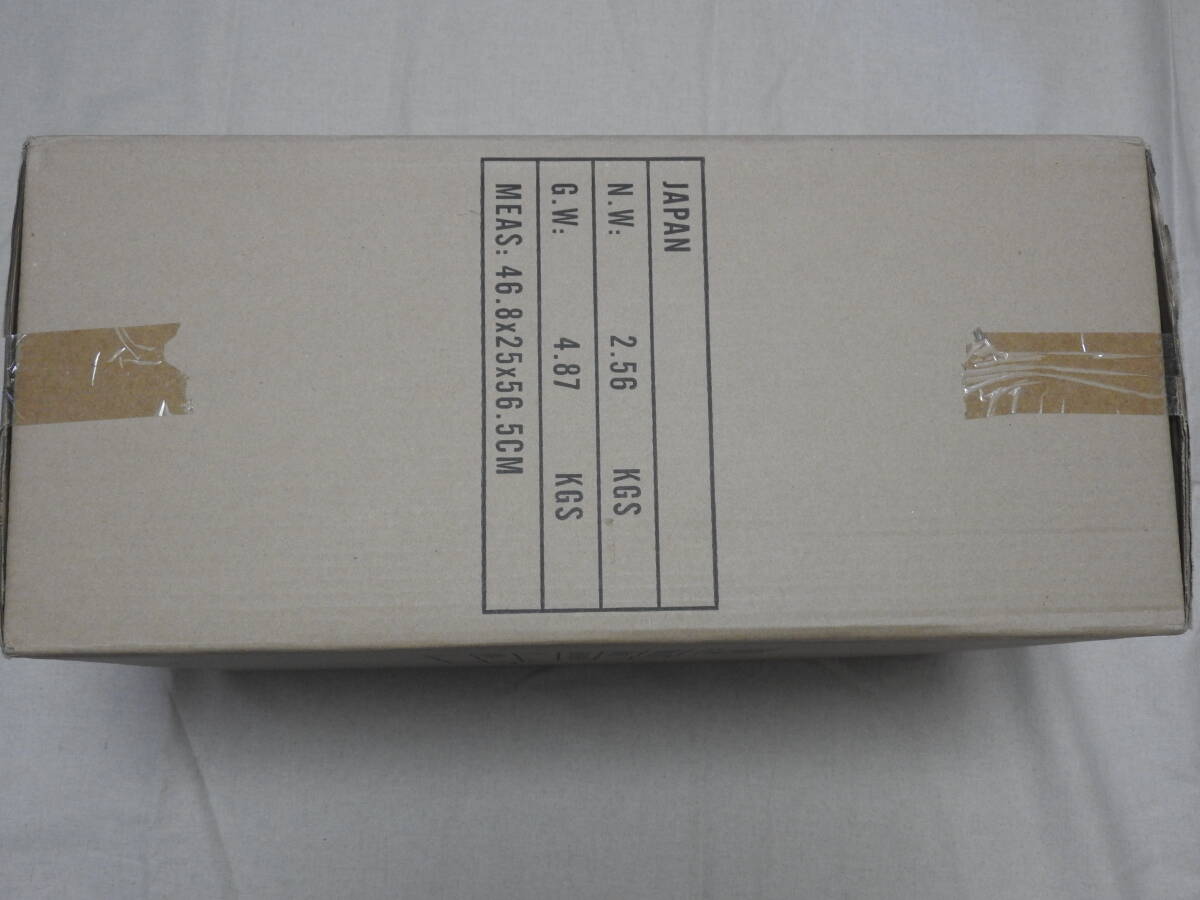 JAPAN
N.W: 2.56 KGS
G.W: 4.87 KGS
MEAS: 46.8x25x56.5CM